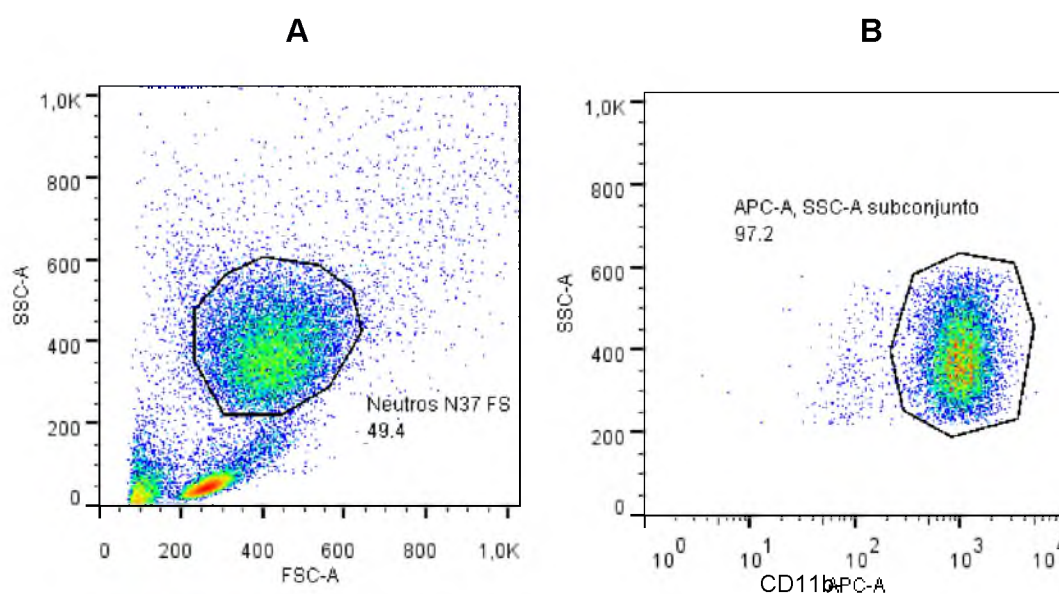 A
B
1,0K
800
600
400
200
0
SSC-A
Neutros N37 FS
49.4
0 200 400 600 800 1,0K
FSC-A
1,0K
800
600
400
200
0
SSC-A
APC-A, SSC-A subconjunto
97.2
10^0 10^1 10^2 10^3 10^4
CD11b APC-A